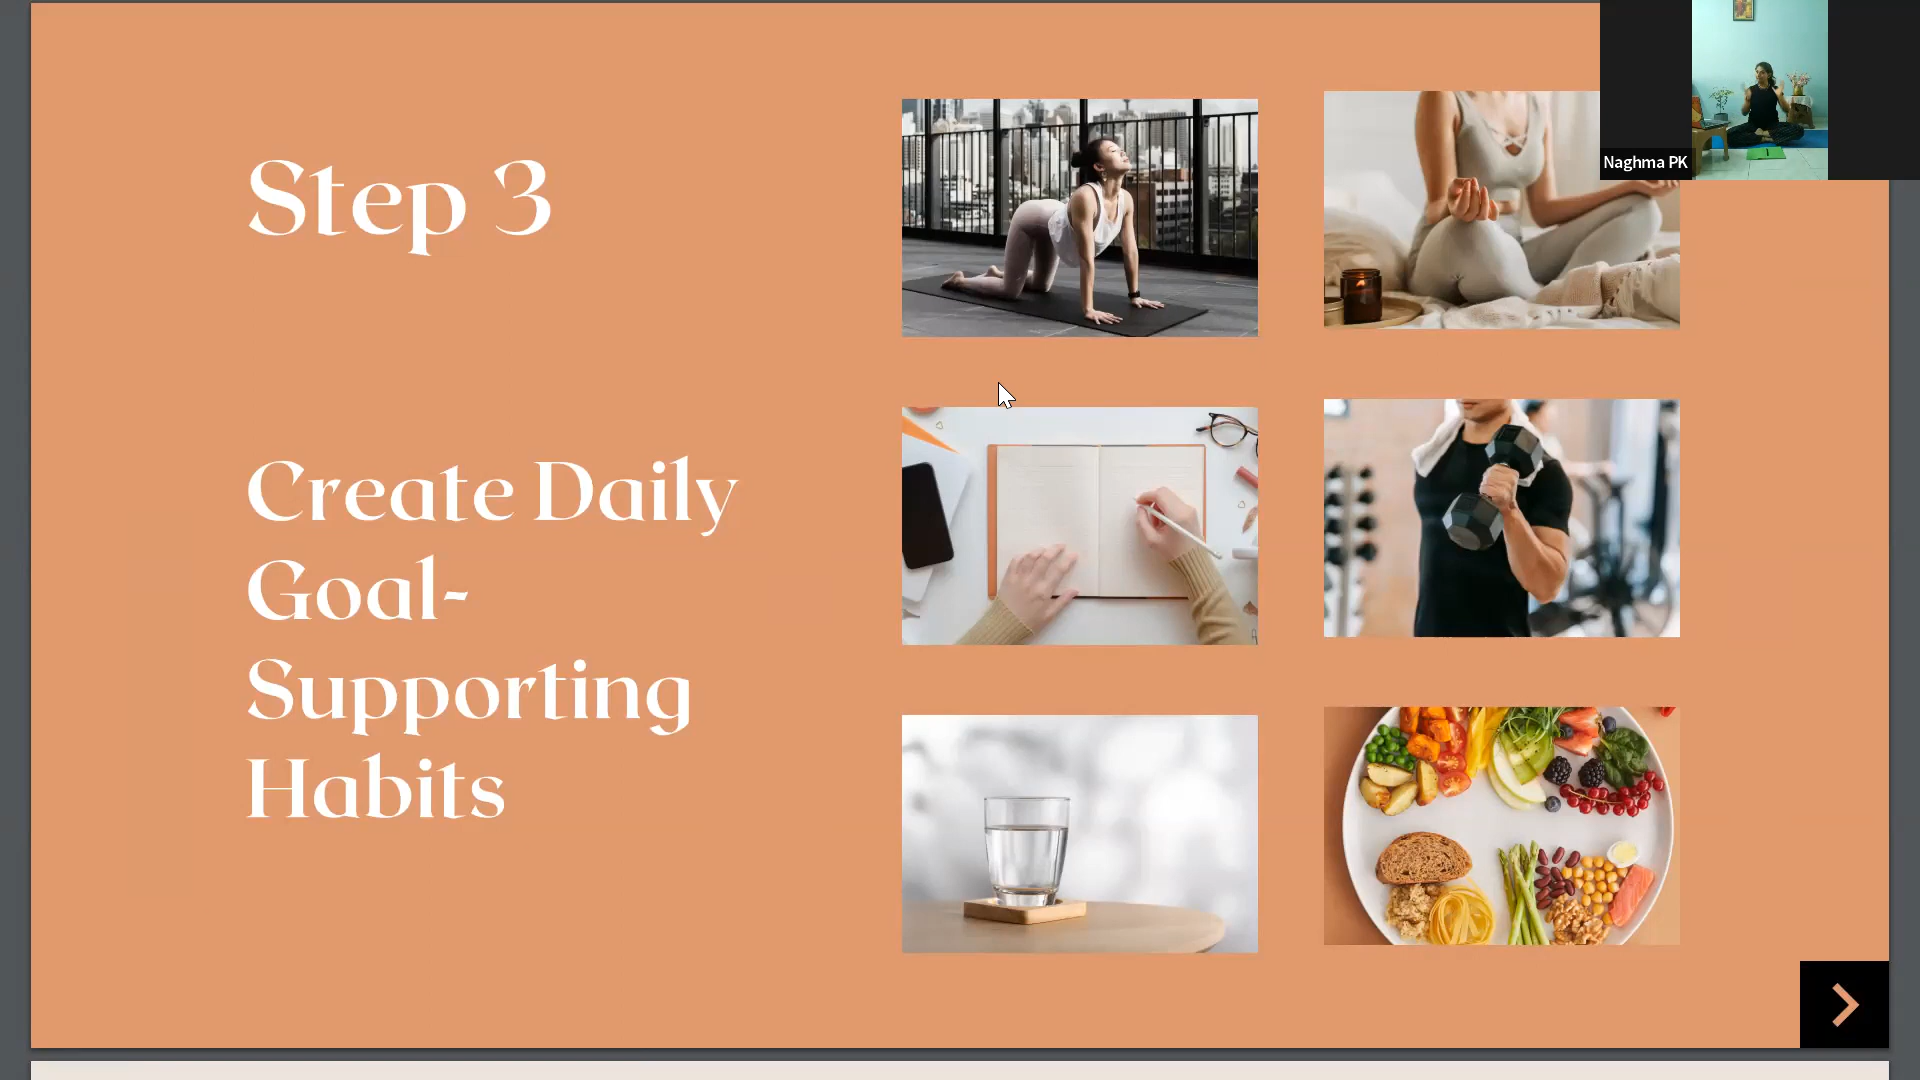 Step 3
Create Daily
Goal-
Supporting
Habits
Naghma PK